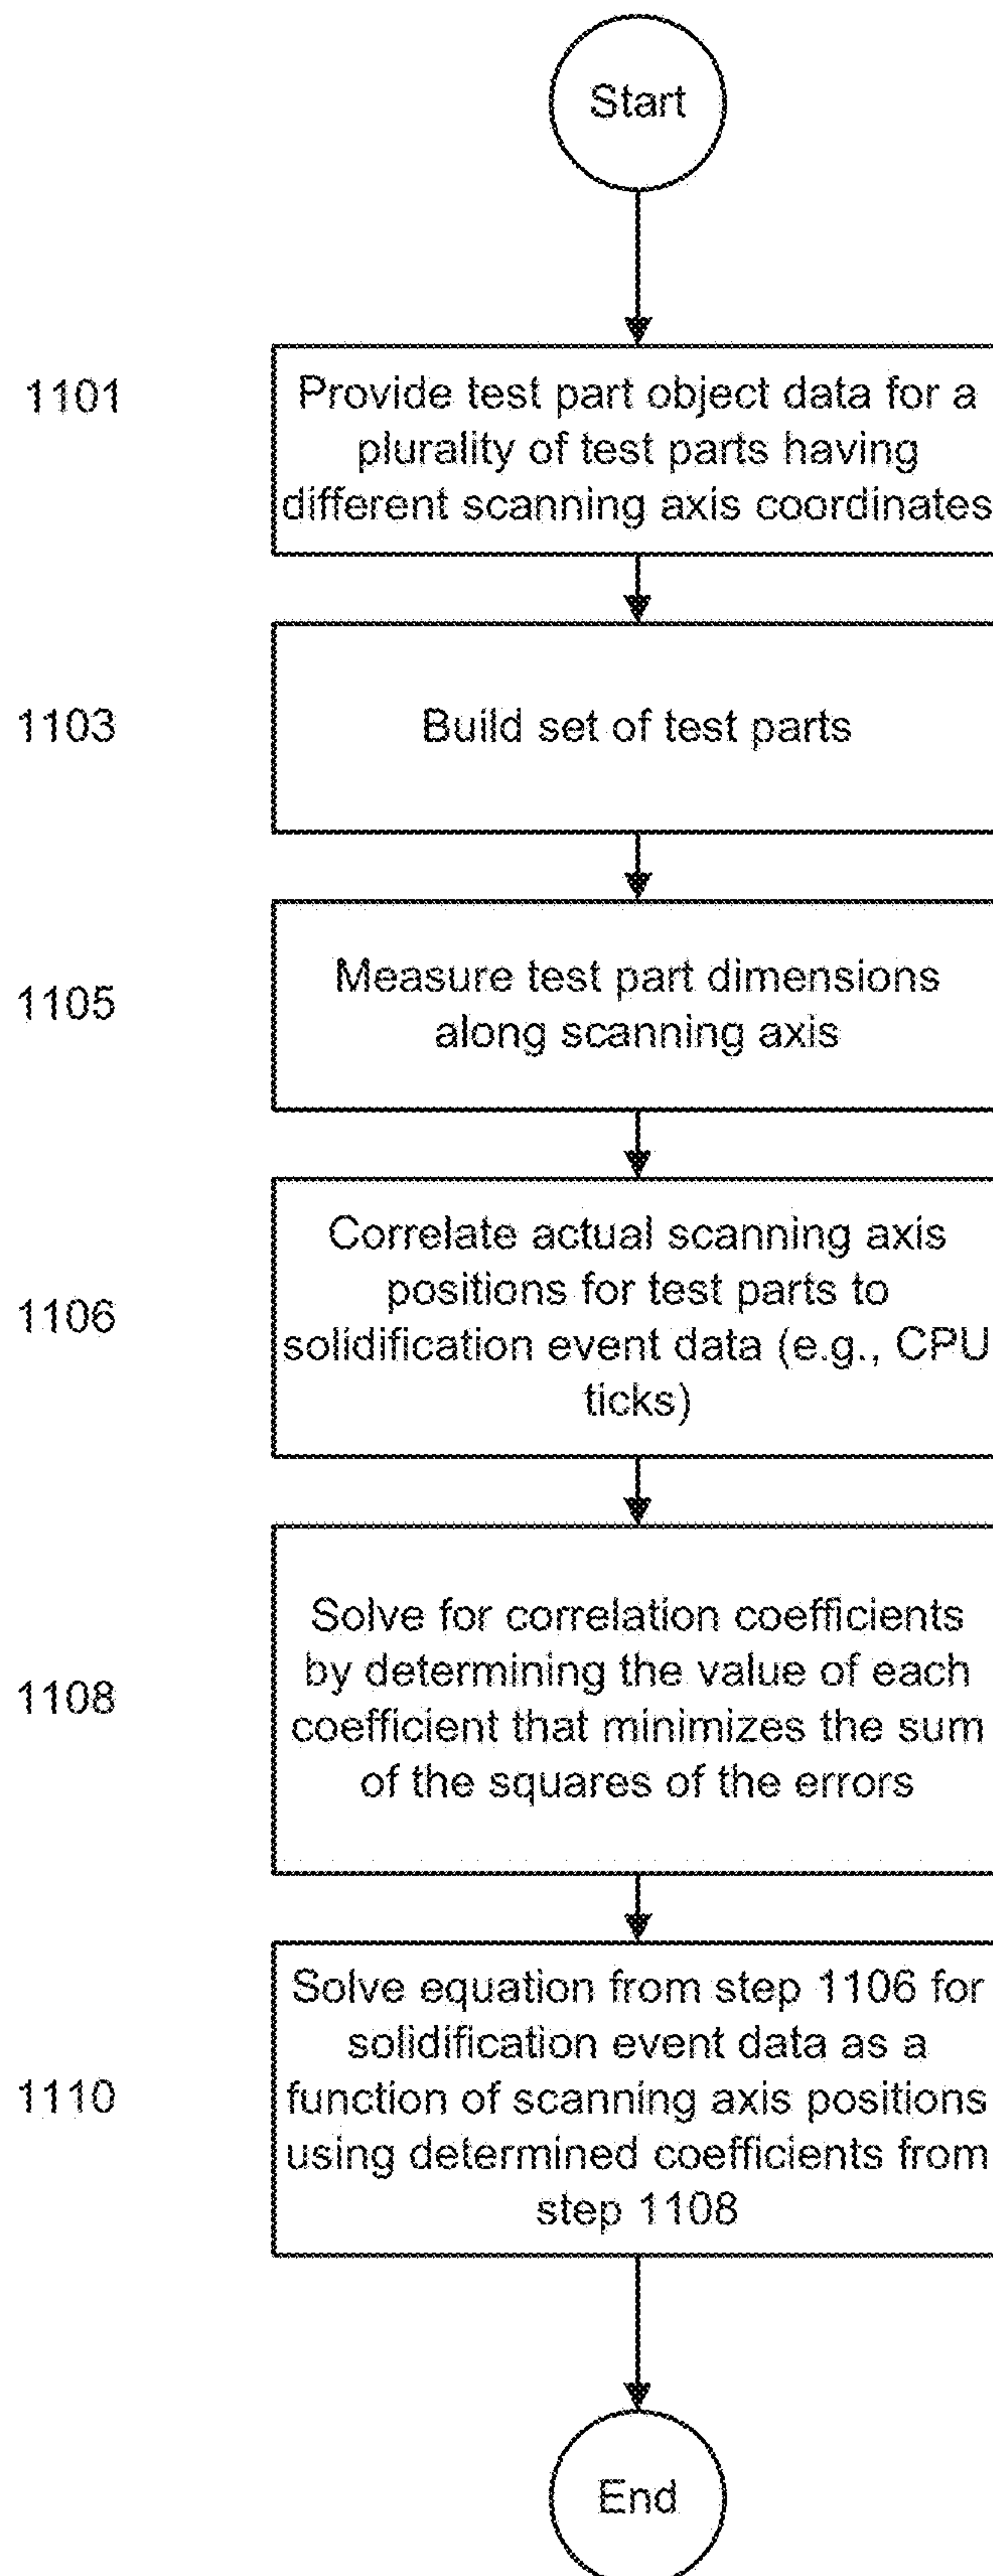 Start
1101
Provide test part object data for a
plurality of test parts having
different scanning axis coordinates
1103
Build set of test parts
1105
Measure test part dimensions
along scanning axis
1106
Correlate actual scanning axis
positions for test parts to
solidification event data (e.g., CPU
ticks)
1108
Solve for correlation coefficients
by determining the value of each
coefficient that minimizes the sum
of the squares of the errors
1110
Solve equation from step 1106 for
solidification event data as a
function of scanning axis positions
using determined coefficients from
step 1108
End